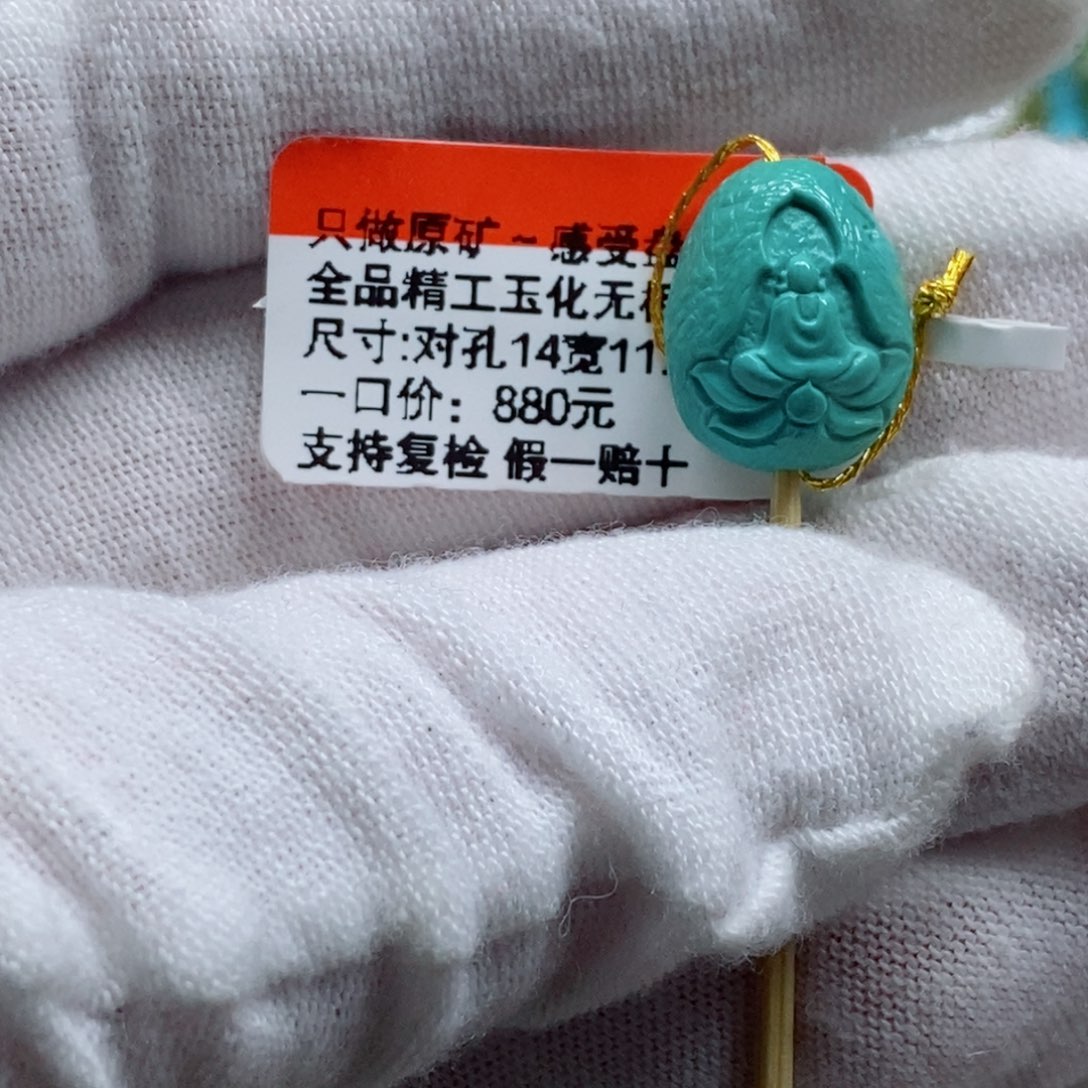 只做原矿~感受
全品精工玉化无
尺寸:对孔14宽11.
一口价：880元
支持复检 假一赔十